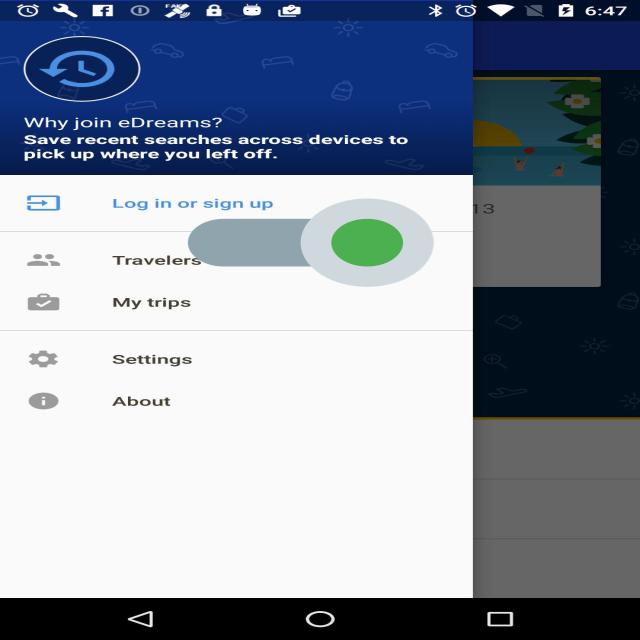 6:47
Why join eDreams?
Save recent searches across devices to
pick up where you left off.
Log in or sign up
13
Travelers
My trips
Settings
About